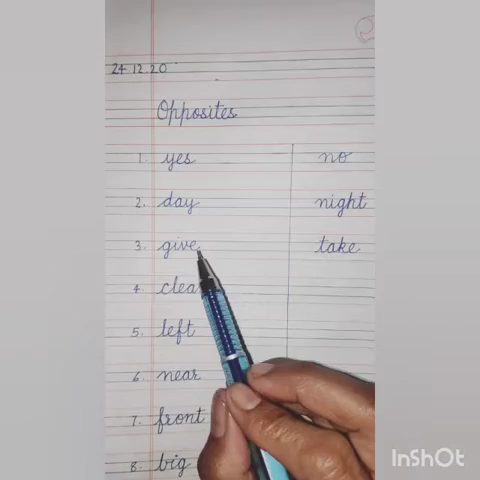 24.12.20
Opposites
1. yes no
2. day night
3. give take
4.
5. left
6. near
7. front
8. big
InShOt